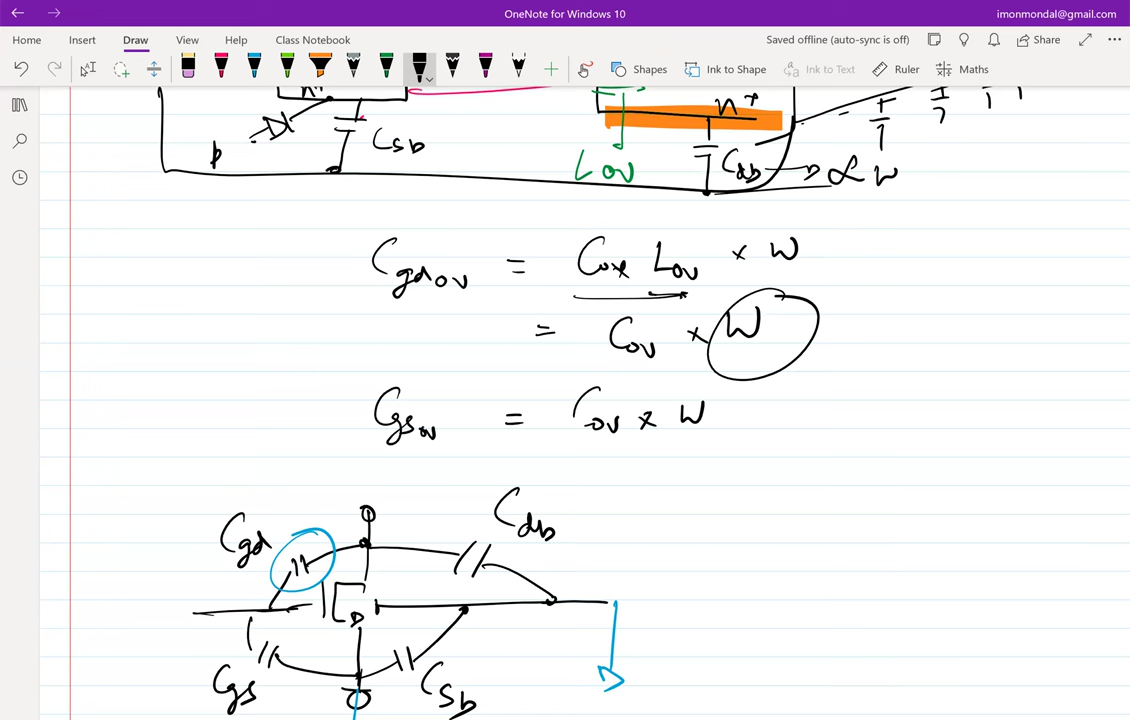 OneNote for Windows 10
imonmondal@gmail.com
Home Insert Draw View Help Class Notebook
Saved offline (auto-sync is off) Share
Shapes Ink to Shape Ink to Text Ruler Maths
n+ n+
Csb
p
Lov
Cdb → ∝ W
Cgdov = Cox Lov × W
= Cov × W
Cgsov = Cov × W
Cdb
Cgd
Cgs
Csb